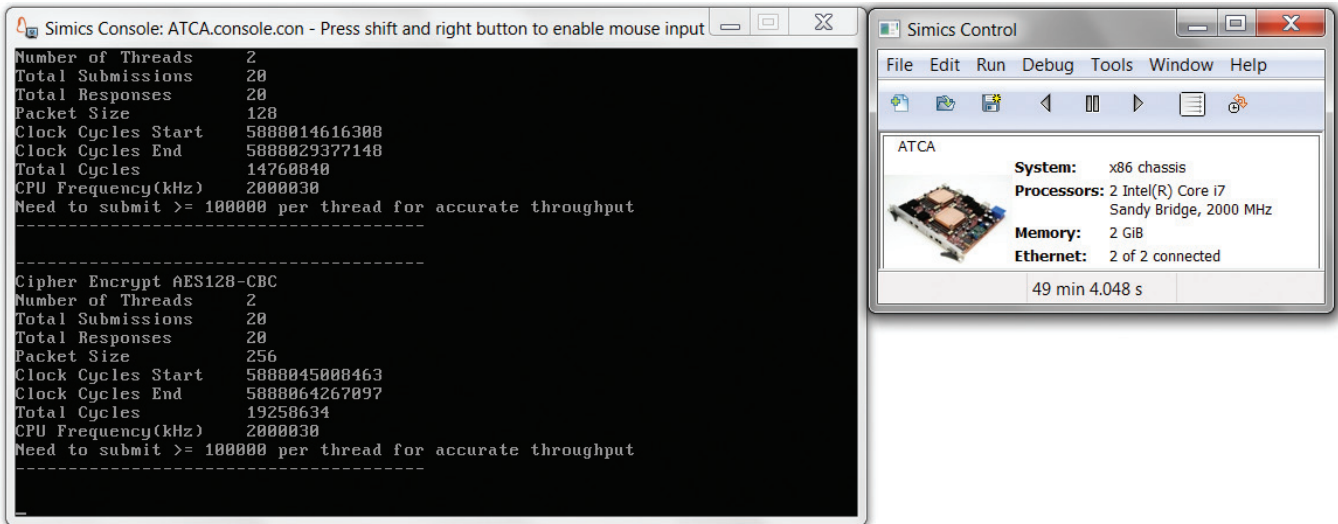 Simics Console: ATCA.console.con - Press shift and right button to enable mouse input
Number of Threads 2
Total Submissions 20
Total Responses 20
Packet Size 128
Clock Cycles Start 5888014616308
Clock Cycles End 5888029377148
Total Cycles 14760840
CPU Frequency(kHz) 2000030
Need to submit >= 100000 per thread for accurate throughput
---------------------------------------
---------------------------------------
Cipher Encrypt AES128-CBC
Number of Threads 2
Total Submissions 20
Total Responses 20
Packet Size 256
Clock Cycles Start 5888045008463
Clock Cycles End 5888064267097
Total Cycles 19258634
CPU Frequency(kHz) 2000030
Need to submit >= 100000 per thread for accurate throughput
---------------------------------------
Simics Control
File Edit Run Debug Tools Window Help
ATCA
System: x86 chassis
Processors: 2 Intel(R) Core i7
Sandy Bridge, 2000 MHz
Memory: 2 GiB
Ethernet: 2 of 2 connected
49 min 4.048 s